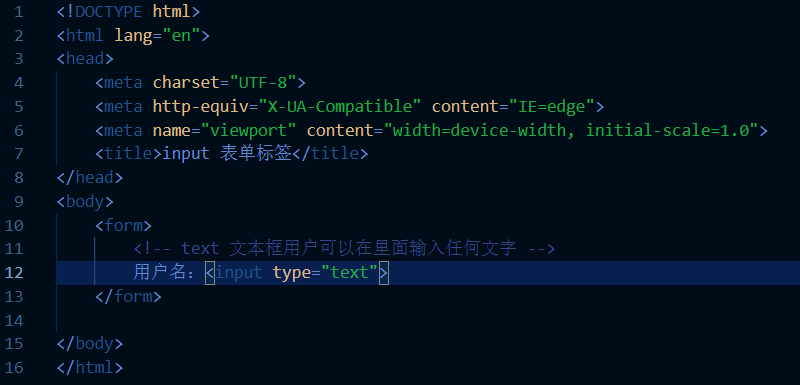 1 <!DOCTYPE html>
2 <html lang="en">
3 <head>
4 <meta charset="UTF-8">
5 <meta http-equiv="X-UA-Compatible" content="IE=edge">
6 <meta name="viewport" content="width=device-width, initial-scale=1.0">
7 <title>input 表单标签</title>
8 </head>
9 <body>
10 <form>
11 <!-- text 文本框用户可以在里面输入任何文字 -->
12 用户名：<input type="text">
13 </form>
14
15 </body>
16 </html>